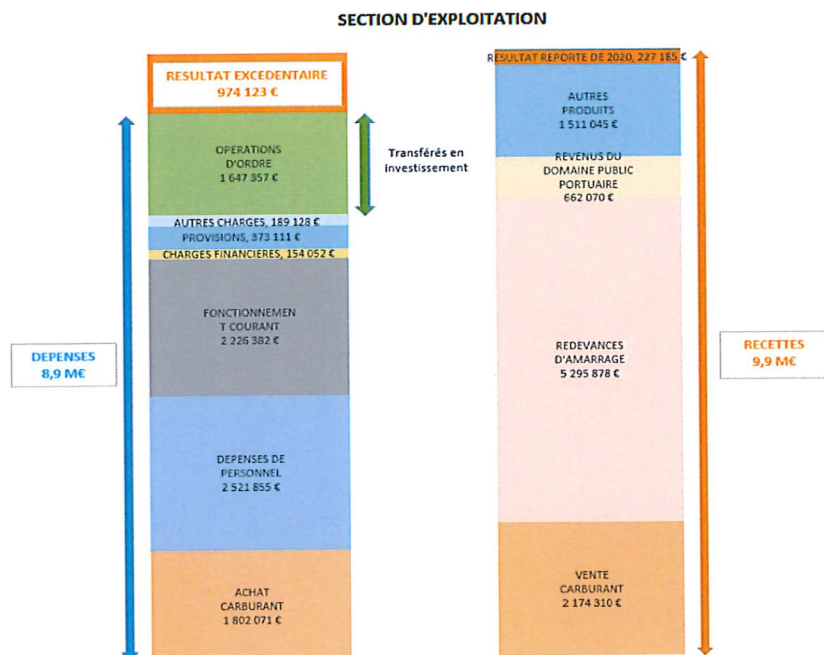 SECTION D'EXPLOITATION
RESULTAT EXCEDENTAIRE
974 123 €
OPERATIONS
D'ORDRE
1 647 357 €
Transférés en
investissement
AUTRES CHARGES, 189 128 €
PROVISIONS, 373 111 €
CHARGES FINANCIERES, 154 052 €
FONCTIONNEMEN
T COURANT
2 226 382 €
DEPENSES
8,9 M€
DEPENSES DE
PERSONNEL
2 521 855 €
ACHAT
CARBURANT
1 802 071 €
RESULTAT REPORTE DE 2020, 227 185 €
AUTRES
PRODUITS
1 511 045 €
REVENUS DU
DOMAINE PUBLIC
PORTUAIRE
662 070 €
REDEVANCES
D'AMARRAGE
5 295 878 €
RECETTES
9,9 M€
VENTE
CARBURANT
2 174 310 €